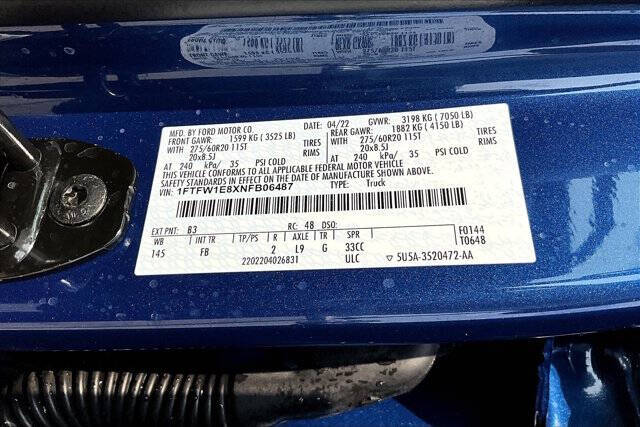 MFD. BY FORD MOTOR CO. 04/22 GVWR: 3198 KG ( 7050 LB)
FRONT GAWR: 1599 KG ( 3525 LB) REAR GAWR: 1882 KG ( 4150 LB)
WITH 275/60R20 115T TIRES WITH 275/60R20 115T TIRES
20x8.5J RIMS 20x8.5J RIMS
AT 240 kPa/ 35 PSI COLD AT 240 kPa/ 35 PSI COLD
THIS VEHICLE CONFORMS TO ALL APPLICABLE FEDERAL MOTOR VEHICLE
SAFETY AND THEFT PREVENTION STANDARDS IN EFFECT ON THE DATE OF MANUFACTURE SHOWN ABOVE.
VIN: 1FTFW1E8XNFB06487 TYPE: Truck
EXT PNT: B3 RC: 48 DSO: F0144
WB INT TR TP/PS R AXLE TR SPR T0648
145 FB 2 L9 G 33CC
2202204026831 ULC ▽ 5U5A-3520472-AA